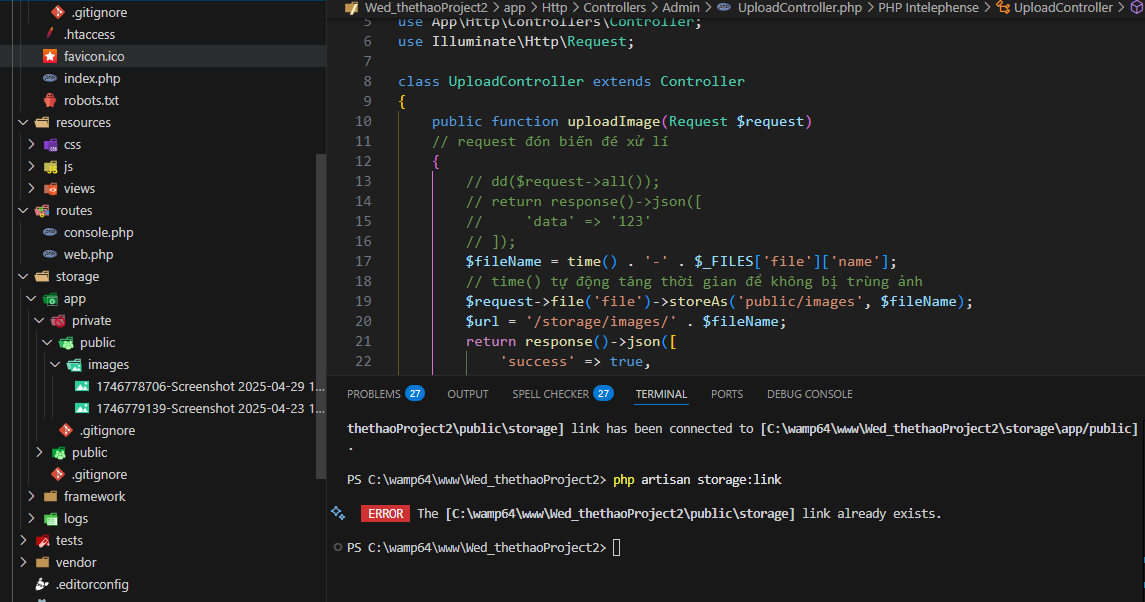 .gitignore
.htaccess
favicon.ico
index.php
robots.txt
resources
css
js
views
routes
console.php
web.php
storage
app
private
public
images
1746778706-Screenshot 2025-04-29 1...
1746779139-Screenshot 2025-04-23 1...
.gitignore
public
.gitignore
framework
logs
tests
vendor
.editorconfig
Wed_thethaoProject2 > app > Http > Controllers > Admin > UploadController.php > PHP Intelephense > UploadController >
5 use App\Http\Controllers\Controller;
6 use Illuminate\Http\Request;
7
8 class UploadController extends Controller
9 {
10 public function uploadImage(Request $request)
11 // request đón biến để xử lí
12 {
13 // dd($request->all());
14 // return response()->json([
15 // 'data' => '123'
16 // ]);
17 $fileName = time() . '-' . $_FILES['file']['name'];
18 // time() tự động tăng thời gian để không bị trùng ảnh
19 $request->file('file')->storeAs('public/images', $fileName);
20 $url = '/storage/images/' . $fileName;
21 return response()->json([
22 'success' => true,
PROBLEMS 27 OUTPUT SPELL CHECKER 27 TERMINAL PORTS DEBUG CONSOLE
thethaoProject2\public\storage] link has been connected to [C:\wamp64\www\Wed_thethaoProject2\storage\app/public]
.
PS C:\wamp64\www\Wed_thethaoProject2> php artisan storage:link
ERROR The [C:\wamp64\www\Wed_thethaoProject2\public\storage] link already exists.
PS C:\wamp64\www\Wed_thethaoProject2>